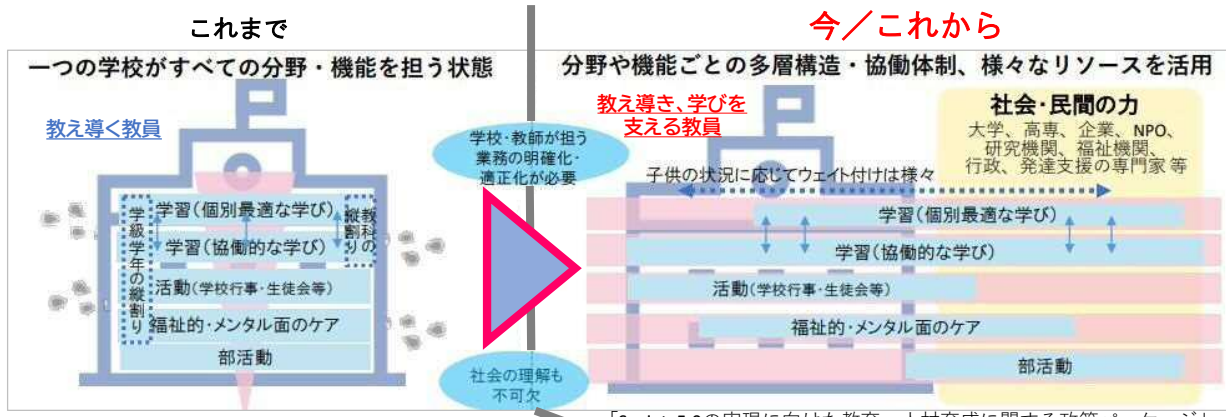 これまで
今／これから
一つの学校がすべての分野・機能を担う状態
教え導く教員
学級学年の縦割り
教科の
縦割り
学習(個別最適な学び)
学習(協働的な学び)
活動(学校行事・生徒会等)
福祉的・メンタル面のケア
部活動
学校・教師が担う
業務の明確化・
適正化が必要
社会の理解も
不可欠
分野や機能ごとの多層構造・協働体制、様々なリソースを活用
教え導き、学びを
支える教員
社会・民間の力
大学、高専、企業、NPO、
研究機関、福祉機関、
行政、発達支援の専門家 等
子供の状況に応じてウェイト付けは様々
学習(個別最適な学び)
学習(協働的な学び)
活動(学校行事・生徒会等)
福祉的・メンタル面のケア
部活動